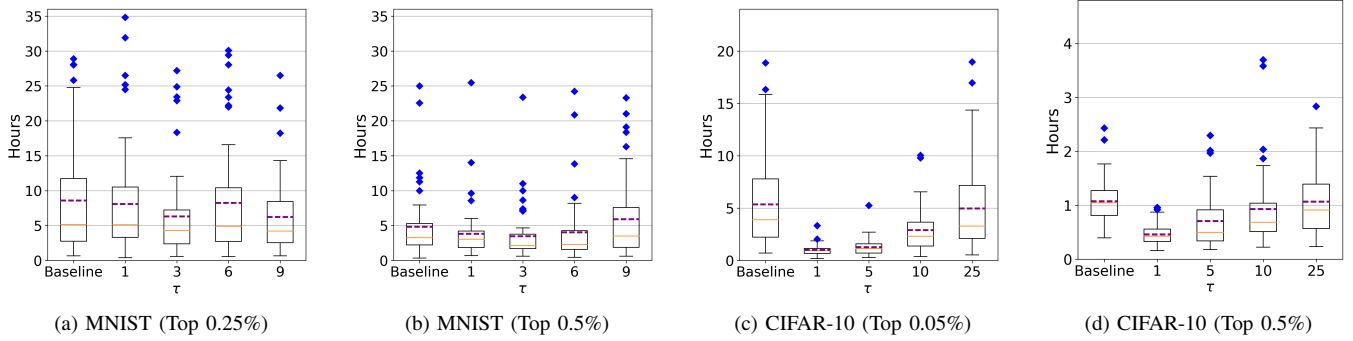 35
30
25
20
15
10
5
0
Hours
Baseline 1 3 6 9
τ
(a) MNIST (Top 0.25%)
35
30
25
20
15
10
5
0
Hours
Baseline 1 3 6 9
τ
(b) MNIST (Top 0.5%)
20
15
10
5
0
Hours
Baseline 1 5 10 25
τ
(c) CIFAR-10 (Top 0.05%)
4
3
2
1
0
Hours
Baseline 1 5 10 25
τ
(d) CIFAR-10 (Top 0.5%)